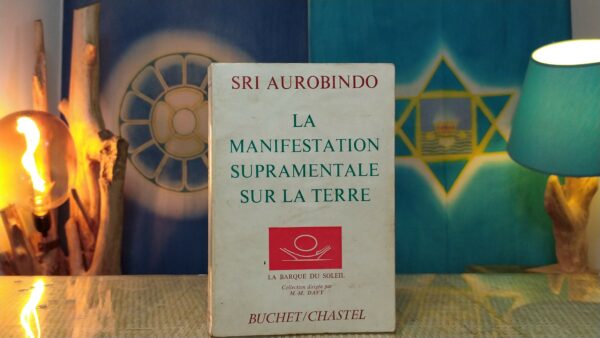 SRI AUROBINDO
LA
MANIFESTATION
SUPRAMENTALE
SUR LA TERRE
LA BARQUE DU SOLEIL
Collection dirigée par
M.-M. DAVY
BUCHET/CHASTEL